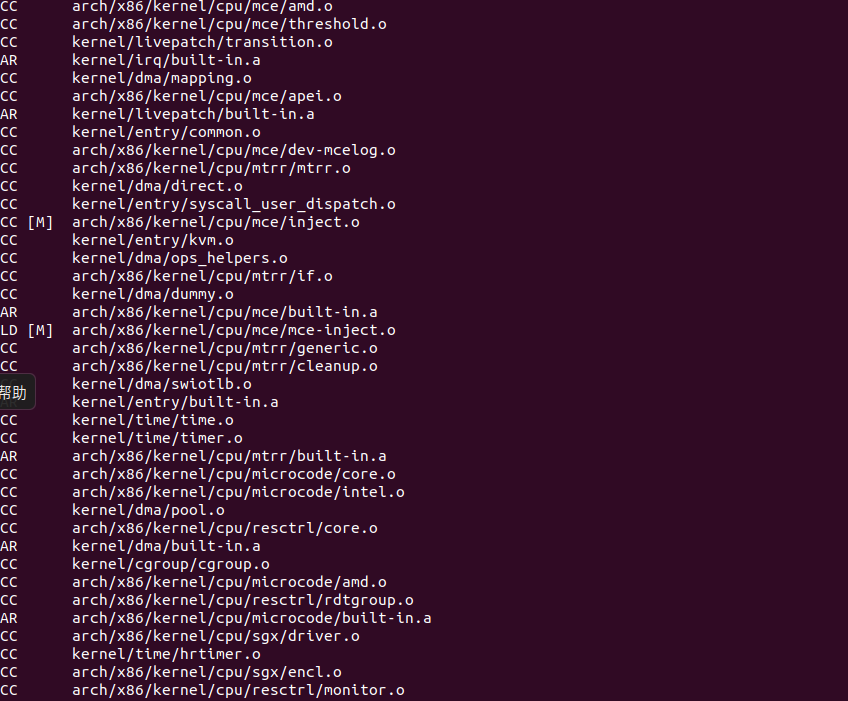 CC arch/x86/kernel/cpu/mce/amd.o
CC arch/x86/kernel/cpu/mce/threshold.o
CC kernel/livepatch/transition.o
AR kernel/irq/built-in.a
CC kernel/dma/mapping.o
CC arch/x86/kernel/cpu/mce/apei.o
AR kernel/livepatch/built-in.a
CC kernel/entry/common.o
CC arch/x86/kernel/cpu/mce/dev-mcelog.o
CC arch/x86/kernel/cpu/mtrr/mtrr.o
CC kernel/dma/direct.o
CC kernel/entry/syscall_user_dispatch.o
CC [M] arch/x86/kernel/cpu/mce/inject.o
CC kernel/entry/kvm.o
CC kernel/dma/ops_helpers.o
CC arch/x86/kernel/cpu/mtrr/if.o
CC kernel/dma/dummy.o
AR arch/x86/kernel/cpu/mce/built-in.a
LD [M] arch/x86/kernel/cpu/mce/mce-inject.o
CC arch/x86/kernel/cpu/mtrr/generic.o
CC arch/x86/kernel/cpu/mtrr/cleanup.o
kernel/dma/swiotlb.o
帮助
kernel/entry/built-in.a
CC kernel/time/time.o
CC kernel/time/timer.o
AR arch/x86/kernel/cpu/mtrr/built-in.a
CC arch/x86/kernel/cpu/microcode/core.o
CC arch/x86/kernel/cpu/microcode/intel.o
CC kernel/dma/pool.o
CC arch/x86/kernel/cpu/resctrl/core.o
AR kernel/dma/built-in.a
CC kernel/cgroup/cgroup.o
CC arch/x86/kernel/cpu/microcode/amd.o
CC arch/x86/kernel/cpu/resctrl/rdtgroup.o
AR arch/x86/kernel/cpu/microcode/built-in.a
CC arch/x86/kernel/cpu/sgx/driver.o
CC kernel/time/hrtimer.o
CC arch/x86/kernel/cpu/sgx/encl.o
CC arch/x86/kernel/cpu/resctrl/monitor.o